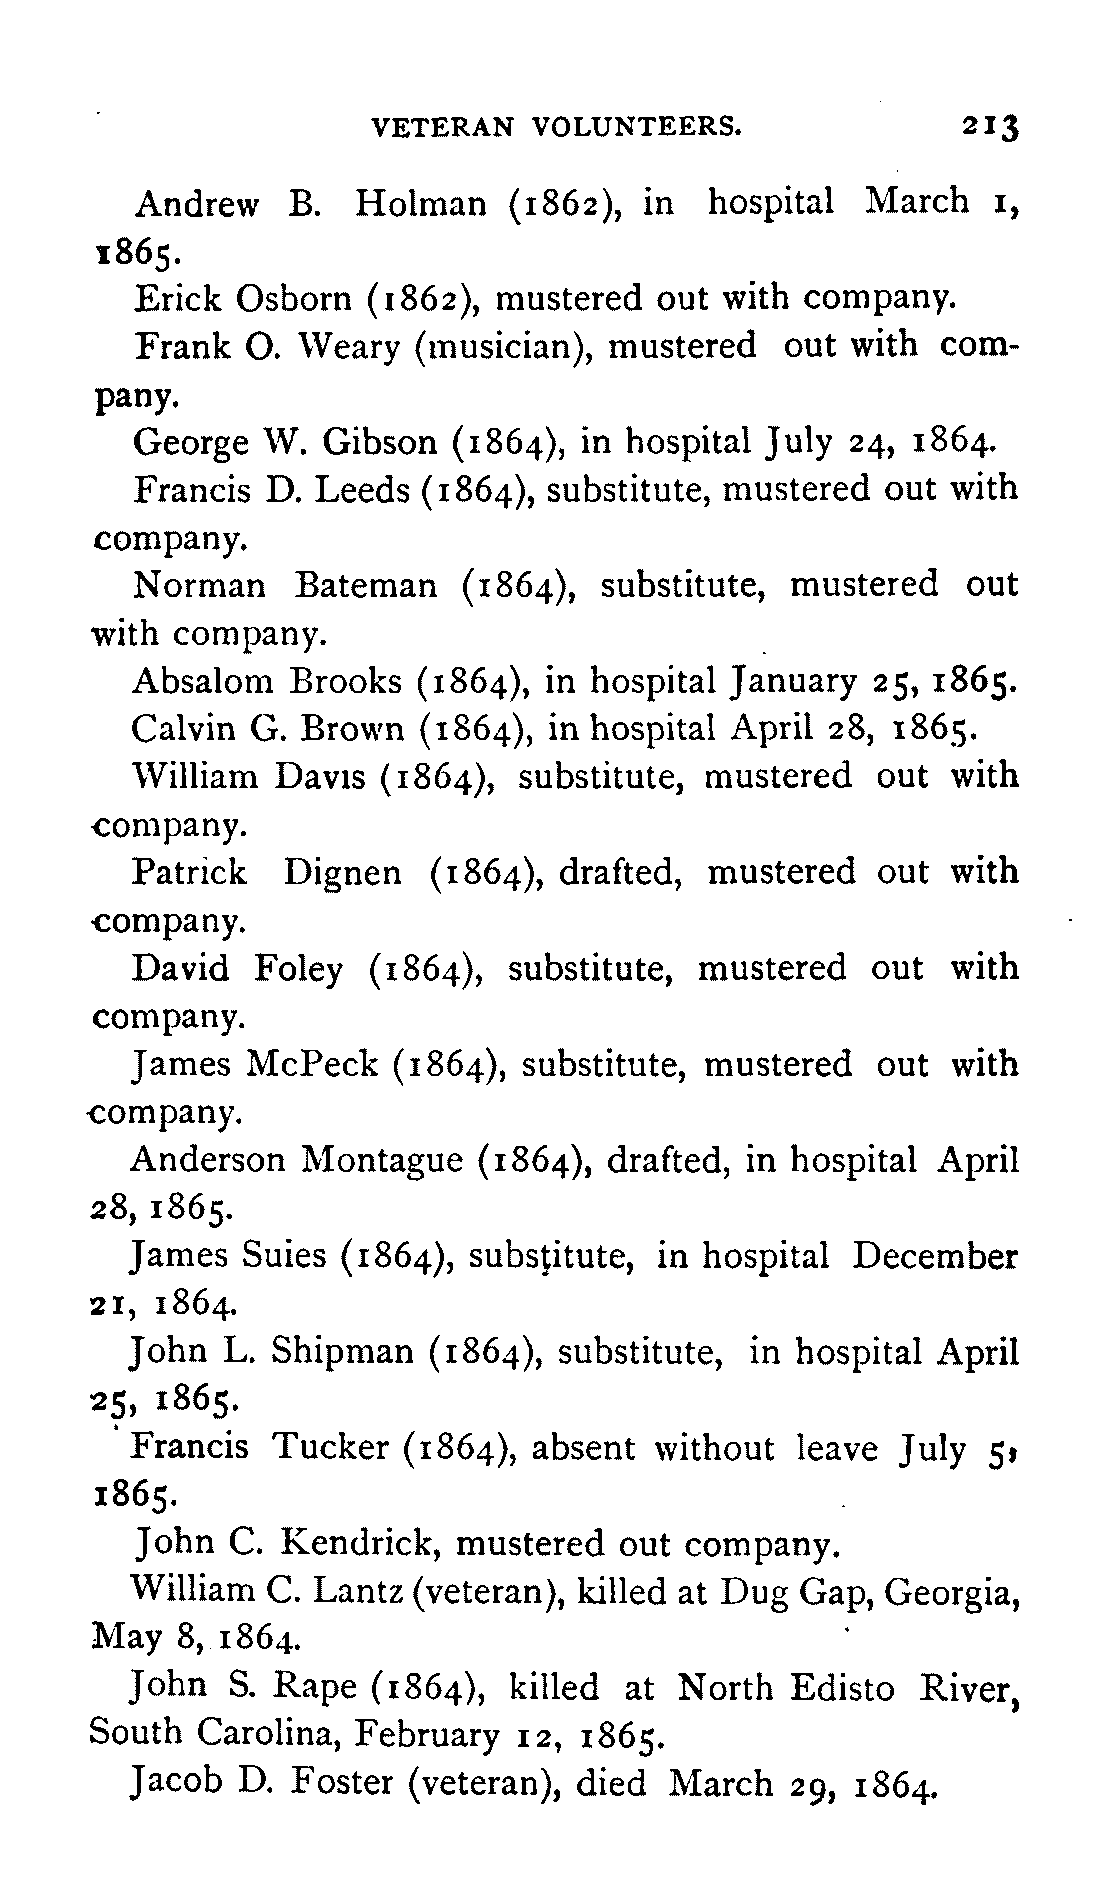 VETERAN VOLUNTEERS. 213
Andrew B. Holman (1862), in hospital March 1,
1865.
Erick Osborn (1862), mustered out with company.
Frank O. Weary (musician), mustered out with com-
pany.
George W. Gibson (1864), in hospital July 24, 1864.
Francis D. Leeds (1864), substitute, mustered out with
company.
Norman Bateman (1864), substitute, mustered out
with company.
Absalom Brooks (1864), in hospital January 25, 1865.
Calvin G. Brown (1864), in hospital April 28, 1865.
William Davis (1864), substitute, mustered out with
company.
Patrick Dignen (1864), drafted, mustered out with
company.
David Foley (1864), substitute, mustered out with
company.
James McPeck (1864), substitute, mustered out with
company.
Anderson Montague (1864), drafted, in hospital April
28, 1865.
James Suies (1864), substitute, in hospital December
21, 1864.
John L. Shipman (1864), substitute, in hospital April
25, 1865.
Francis Tucker (1864), absent without leave July 5,
1865.
John C. Kendrick, mustered out company.
William C. Lantz (veteran), killed at Dug Gap, Georgia,
May 8, 1864.
John S. Rape (1864), killed at North Edisto River,
South Carolina, February 12, 1865.
Jacob D. Foster (veteran), died March 29, 1864.